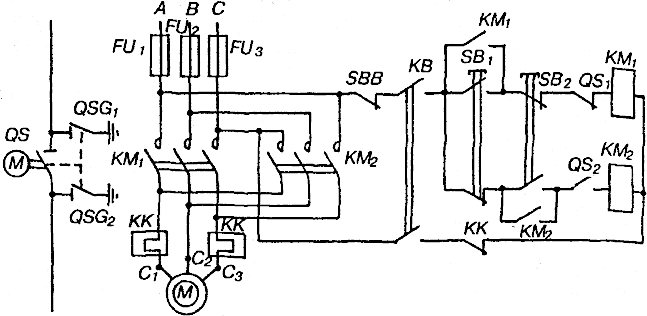 A B C
FU1 FU2 FU3
KM1
SBB KB SB1 SB2 QS1 KM1
QSG1
QS
M
KM1 KM2
QS2 KM2
QSG2
KM2
KK KK KK
C1 C2 C3
M